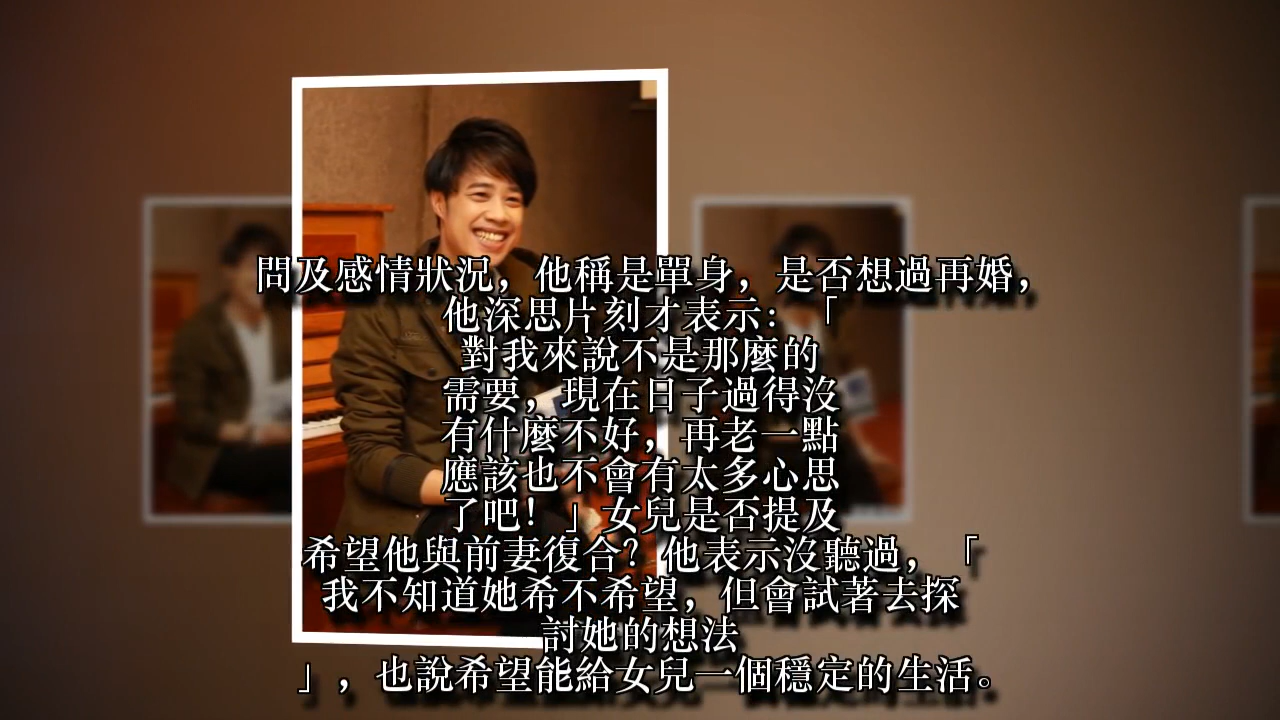 問及感情狀況，他稱是單身，是否想過再婚，
他深思片刻才表示：「
對我來說不是那麼的
需要，現在日子過得沒
有什麼不好，再老一點
應該也不會有太多心思
了吧！」女兒是否提及
希望他與前妻復合？他表示沒聽過，「
我不知道她希不希望，但會試著去探
討她的想法
」，也說希望能給女兒一個穩定的生活。